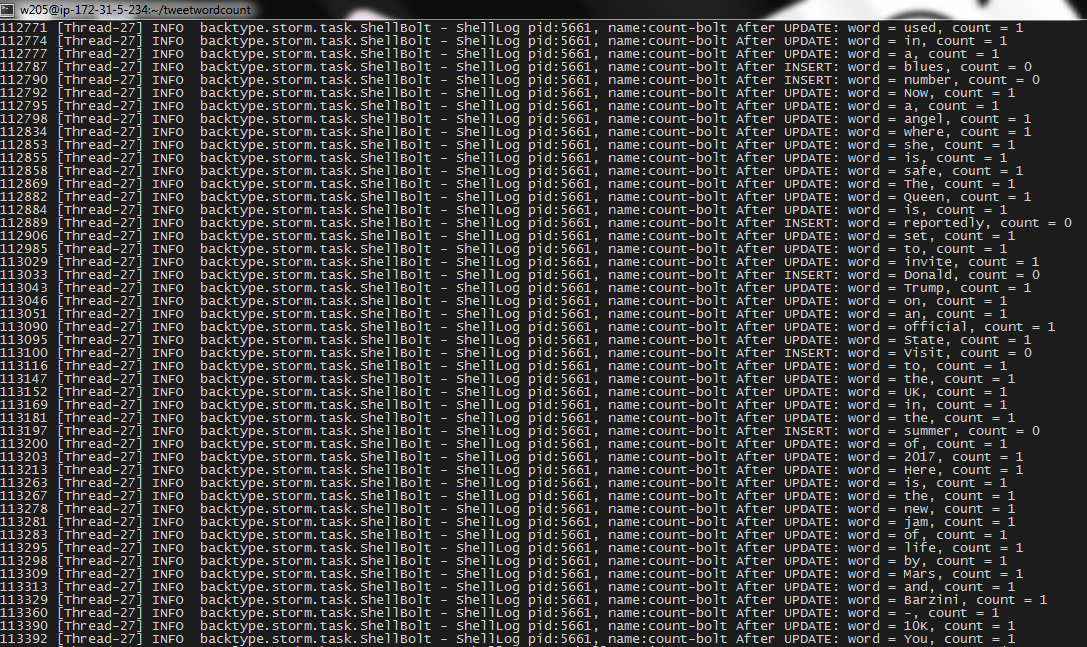 w205@ip-172-31-5-234:~/tweetwordcount
112771 [Thread-27] INFO  backtype.storm.task.ShellBolt - ShellLog pid:5661, name:count-bolt After UPDATE: word = used, count = 1
112774 [Thread-27] INFO  backtype.storm.task.ShellBolt - ShellLog pid:5661, name:count-bolt After UPDATE: word = in, count = 1
112777 [Thread-27] INFO  backtype.storm.task.ShellBolt - ShellLog pid:5661, name:count-bolt After UPDATE: word = a, count = 1
112787 [Thread-27] INFO  backtype.storm.task.ShellBolt - ShellLog pid:5661, name:count-bolt After INSERT: word = blues, count = 0
112790 [Thread-27] INFO  backtype.storm.task.ShellBolt - ShellLog pid:5661, name:count-bolt After INSERT: word = number, count = 0
112792 [Thread-27] INFO  backtype.storm.task.ShellBolt - ShellLog pid:5661, name:count-bolt After UPDATE: word = Now, count = 1
112795 [Thread-27] INFO  backtype.storm.task.ShellBolt - ShellLog pid:5661, name:count-bolt After UPDATE: word = a, count = 1
112798 [Thread-27] INFO  backtype.storm.task.ShellBolt - ShellLog pid:5661, name:count-bolt After UPDATE: word = angel, count = 1
112834 [Thread-27] INFO  backtype.storm.task.ShellBolt - ShellLog pid:5661, name:count-bolt After UPDATE: word = where, count = 1
112853 [Thread-27] INFO  backtype.storm.task.ShellBolt - ShellLog pid:5661, name:count-bolt After UPDATE: word = she, count = 1
112855 [Thread-27] INFO  backtype.storm.task.ShellBolt - ShellLog pid:5661, name:count-bolt After UPDATE: word = is, count = 1
112858 [Thread-27] INFO  backtype.storm.task.ShellBolt - ShellLog pid:5661, name:count-bolt After UPDATE: word = safe, count = 1
112869 [Thread-27] INFO  backtype.storm.task.ShellBolt - ShellLog pid:5661, name:count-bolt After UPDATE: word = The, count = 1
112882 [Thread-27] INFO  backtype.storm.task.ShellBolt - ShellLog pid:5661, name:count-bolt After UPDATE: word = Queen, count = 1
112884 [Thread-27] INFO  backtype.storm.task.ShellBolt - ShellLog pid:5661, name:count-bolt After UPDATE: word = is, count = 1
112889 [Thread-27] INFO  backtype.storm.task.ShellBolt - ShellLog pid:5661, name:count-bolt After INSERT: word = reportedly, count = 0
112906 [Thread-27] INFO  backtype.storm.task.ShellBolt - ShellLog pid:5661, name:count-bolt After UPDATE: word = set, count = 1
112985 [Thread-27] INFO  backtype.storm.task.ShellBolt - ShellLog pid:5661, name:count-bolt After UPDATE: word = to, count = 1
113029 [Thread-27] INFO  backtype.storm.task.ShellBolt - ShellLog pid:5661, name:count-bolt After UPDATE: word = invite, count = 1
113033 [Thread-27] INFO  backtype.storm.task.ShellBolt - ShellLog pid:5661, name:count-bolt After INSERT: word = Donald, count = 0
113043 [Thread-27] INFO  backtype.storm.task.ShellBolt - ShellLog pid:5661, name:count-bolt After UPDATE: word = Trump, count = 1
113046 [Thread-27] INFO  backtype.storm.task.ShellBolt - ShellLog pid:5661, name:count-bolt After UPDATE: word = on, count = 1
113051 [Thread-27] INFO  backtype.storm.task.ShellBolt - ShellLog pid:5661, name:count-bolt After UPDATE: word = an, count = 1
113090 [Thread-27] INFO  backtype.storm.task.ShellBolt - ShellLog pid:5661, name:count-bolt After UPDATE: word = official, count = 1
113095 [Thread-27] INFO  backtype.storm.task.ShellBolt - ShellLog pid:5661, name:count-bolt After UPDATE: word = State, count = 1
113100 [Thread-27] INFO  backtype.storm.task.ShellBolt - ShellLog pid:5661, name:count-bolt After INSERT: word = Visit, count = 0
113116 [Thread-27] INFO  backtype.storm.task.ShellBolt - ShellLog pid:5661, name:count-bolt After UPDATE: word = to, count = 1
113147 [Thread-27] INFO  backtype.storm.task.ShellBolt - ShellLog pid:5661, name:count-bolt After UPDATE: word = the, count = 1
113152 [Thread-27] INFO  backtype.storm.task.ShellBolt - ShellLog pid:5661, name:count-bolt After UPDATE: word = UK, count = 1
113169 [Thread-27] INFO  backtype.storm.task.ShellBolt - ShellLog pid:5661, name:count-bolt After UPDATE: word = in, count = 1
113181 [Thread-27] INFO  backtype.storm.task.ShellBolt - ShellLog pid:5661, name:count-bolt After UPDATE: word = the, count = 1
113197 [Thread-27] INFO  backtype.storm.task.ShellBolt - ShellLog pid:5661, name:count-bolt After INSERT: word = summer, count = 0
113200 [Thread-27] INFO  backtype.storm.task.ShellBolt - ShellLog pid:5661, name:count-bolt After UPDATE: word = of, count = 1
113203 [Thread-27] INFO  backtype.storm.task.ShellBolt - ShellLog pid:5661, name:count-bolt After UPDATE: word = 2017, count = 1
113213 [Thread-27] INFO  backtype.storm.task.ShellBolt - ShellLog pid:5661, name:count-bolt After UPDATE: word = Here, count = 1
113263 [Thread-27] INFO  backtype.storm.task.ShellBolt - ShellLog pid:5661, name:count-bolt After UPDATE: word = is, count = 1
113267 [Thread-27] INFO  backtype.storm.task.ShellBolt - ShellLog pid:5661, name:count-bolt After UPDATE: word = the, count = 1
113278 [Thread-27] INFO  backtype.storm.task.ShellBolt - ShellLog pid:5661, name:count-bolt After UPDATE: word = new, count = 1
113281 [Thread-27] INFO  backtype.storm.task.ShellBolt - ShellLog pid:5661, name:count-bolt After UPDATE: word = jam, count = 1
113283 [Thread-27] INFO  backtype.storm.task.ShellBolt - ShellLog pid:5661, name:count-bolt After UPDATE: word = of, count = 1
113295 [Thread-27] INFO  backtype.storm.task.ShellBolt - ShellLog pid:5661, name:count-bolt After UPDATE: word = life, count = 1
113298 [Thread-27] INFO  backtype.storm.task.ShellBolt - ShellLog pid:5661, name:count-bolt After UPDATE: word = by, count = 1
113309 [Thread-27] INFO  backtype.storm.task.ShellBolt - ShellLog pid:5661, name:count-bolt After UPDATE: word = Mars, count = 1
113313 [Thread-27] INFO  backtype.storm.task.ShellBolt - ShellLog pid:5661, name:count-bolt After UPDATE: word = and, count = 1
113329 [Thread-27] INFO  backtype.storm.task.ShellBolt - ShellLog pid:5661, name:count-bolt After UPDATE: word = Barzini, count = 1
113360 [Thread-27] INFO  backtype.storm.task.ShellBolt - ShellLog pid:5661, name:count-bolt After UPDATE: word = -, count = 1
113390 [Thread-27] INFO  backtype.storm.task.ShellBolt - ShellLog pid:5661, name:count-bolt After UPDATE: word = 10K, count = 1
113392 [Thread-27] INFO  backtype.storm.task.ShellBolt - ShellLog pid:5661, name:count-bolt After UPDATE: word = You, count = 1